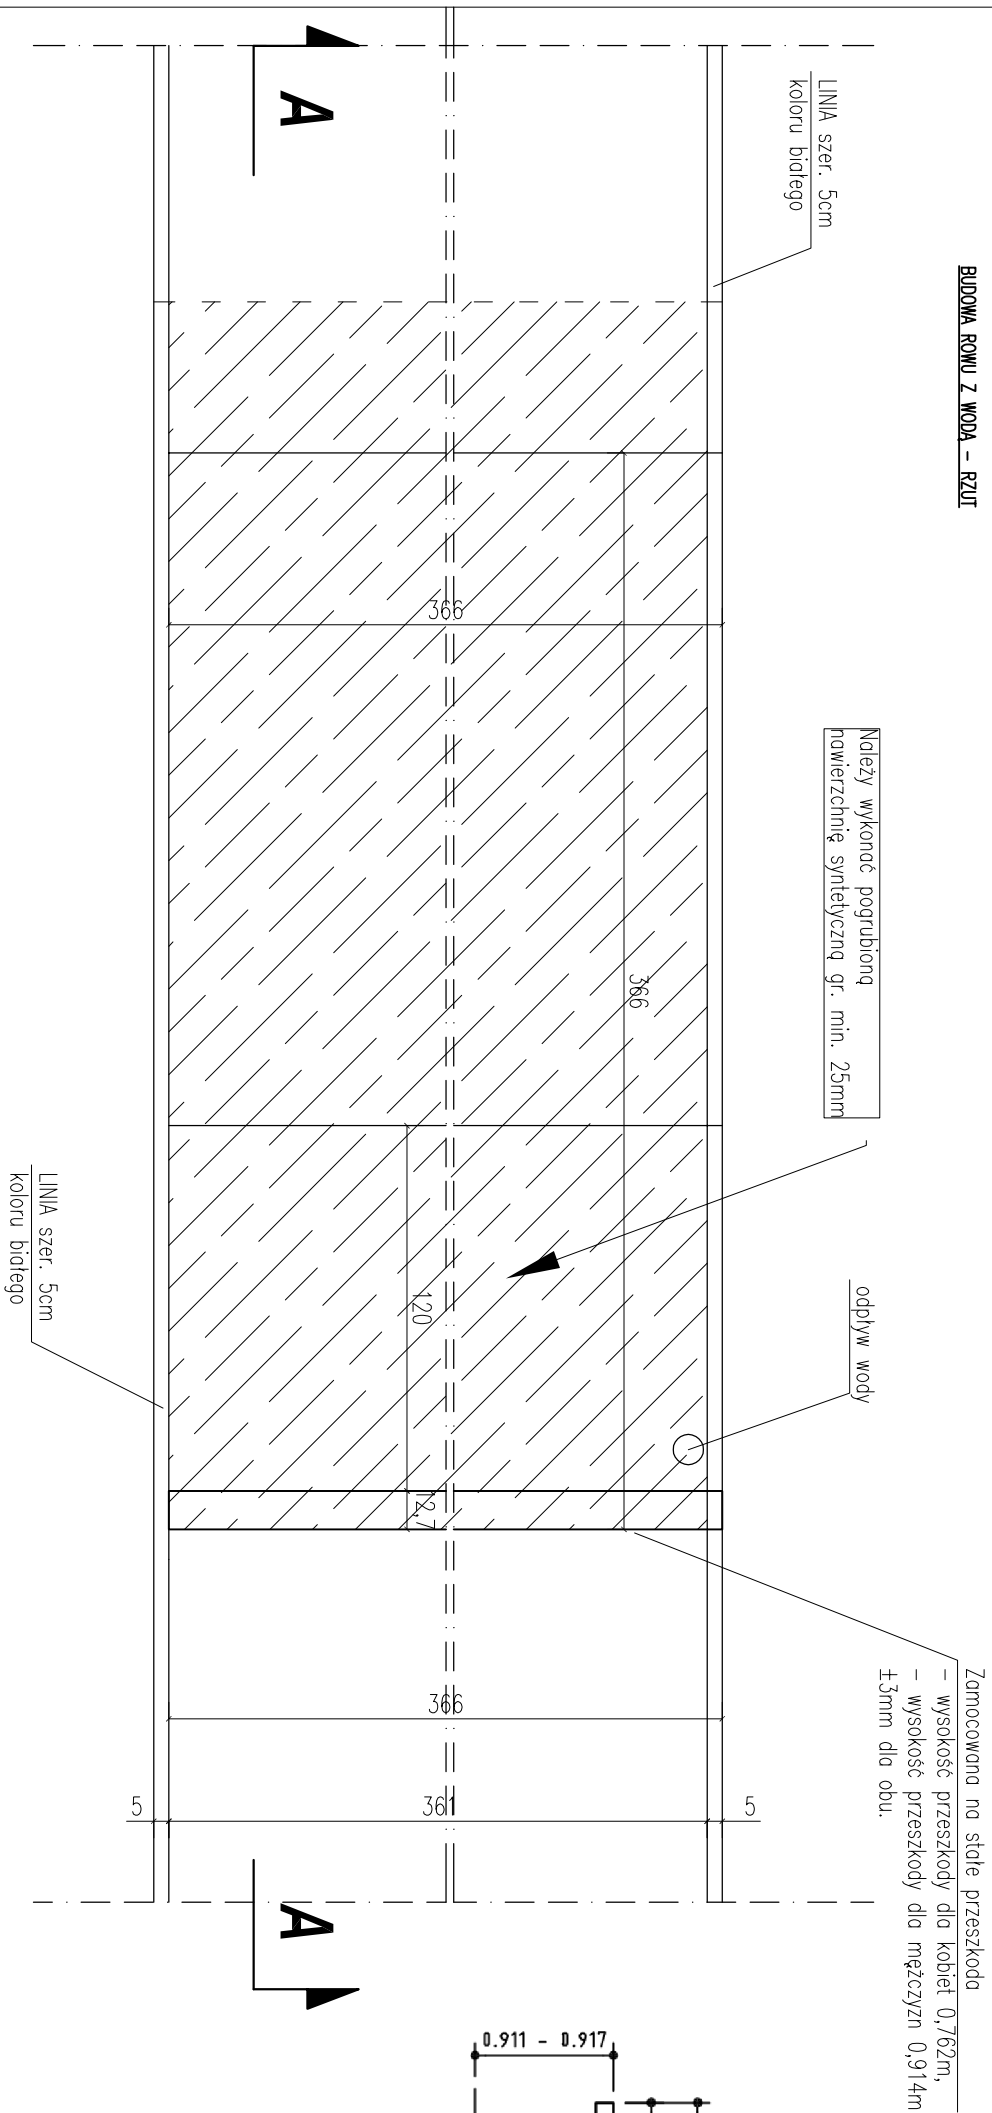 BUDOWA ROWU Z WODĄ - RZUT
LINIA szer. 5cm
koloru białego
A
Należy wykonać pogrubioną
nawierzchnię syntetyczną gr. min. 25mm
odpływ wody
Zamocowana na stałe przeszkoda
- wysokość przeszkody dla kobiet 0,762m,
- wysokość przeszkody dla mężczyzn 0,914m
±3mm dla obu.
366
366
120
12,7
366
5
361
5
LINIA szer. 5cm
koloru białego
A
0.911 - 0.917